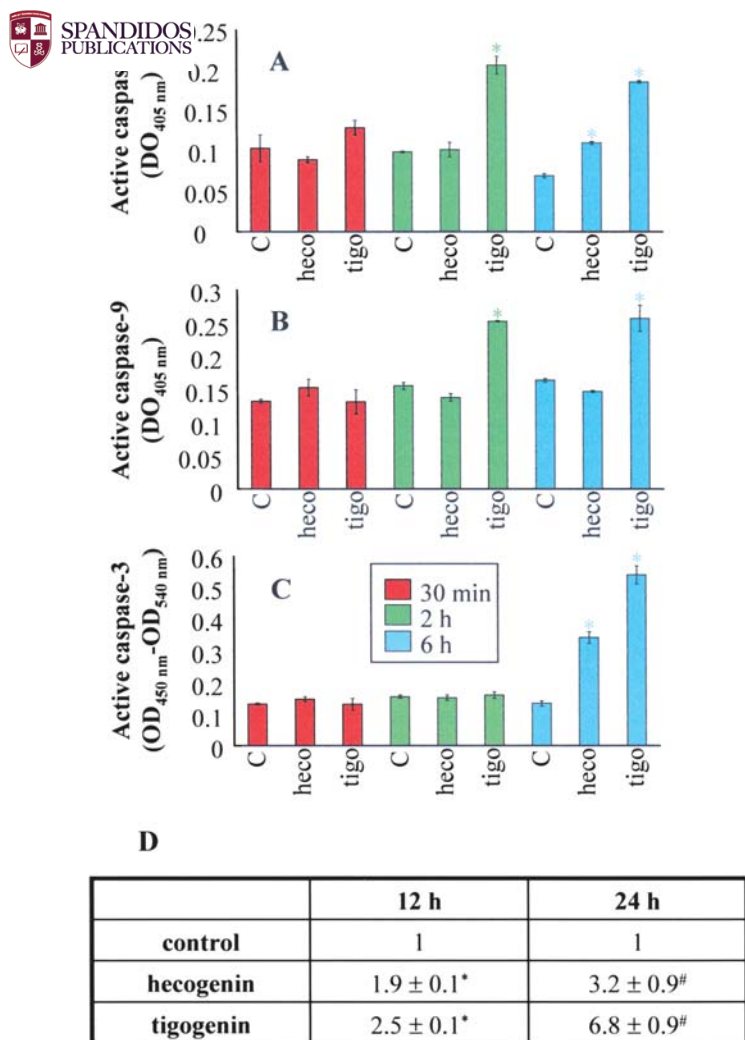 SPANDIDOS
PUBLICATIONS
A
Active caspas
(DO405 nm)
0.25
0.2
0.15
0.1
0.05
0
C heco tigo C heco tigo C heco tigo
* * *
B
Active caspase-9
(DO405 nm)
0.3
0.25
0.2
0.15
0.1
0.05
0
C heco tigo C heco tigo C heco tigo
* *
C
Active caspase-3
(OD450 nm-OD540 nm)
0.6
0.5
0.4
0.3
0.2
0.1
0
C heco tigo C heco tigo C heco tigo
* *
30 min
2 h
6 h
D
12 h 24 h
control 1 1
hecogenin 1.9 ± 0.1* 3.2 ± 0.9#
tigogenin 2.5 ± 0.1* 6.8 ± 0.9#